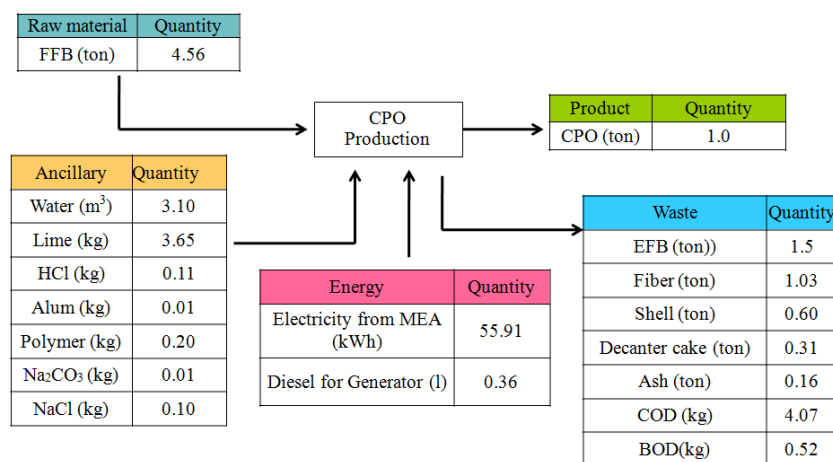 Raw material Quantity
FFB (ton) 4.56
CPO
Production
Product Quantity
CPO (ton) 1.0
Ancillary Quantity
Water (m³) 3.10
Lime (kg) 3.65
HCl (kg) 0.11
Alum (kg) 0.01
Polymer (kg) 0.20
Na₂CO₃ (kg) 0.01
NaCl (kg) 0.10
Energy Quantity
Electricity from MEA
(kWh) 55.91
Diesel for Generator (l) 0.36
Waste Quantity
EFB (ton)) 1.5
Fiber (ton) 1.03
Shell (ton) 0.60
Decanter cake (ton) 0.31
Ash (ton) 0.16
COD (kg) 4.07
BOD(kg) 0.52